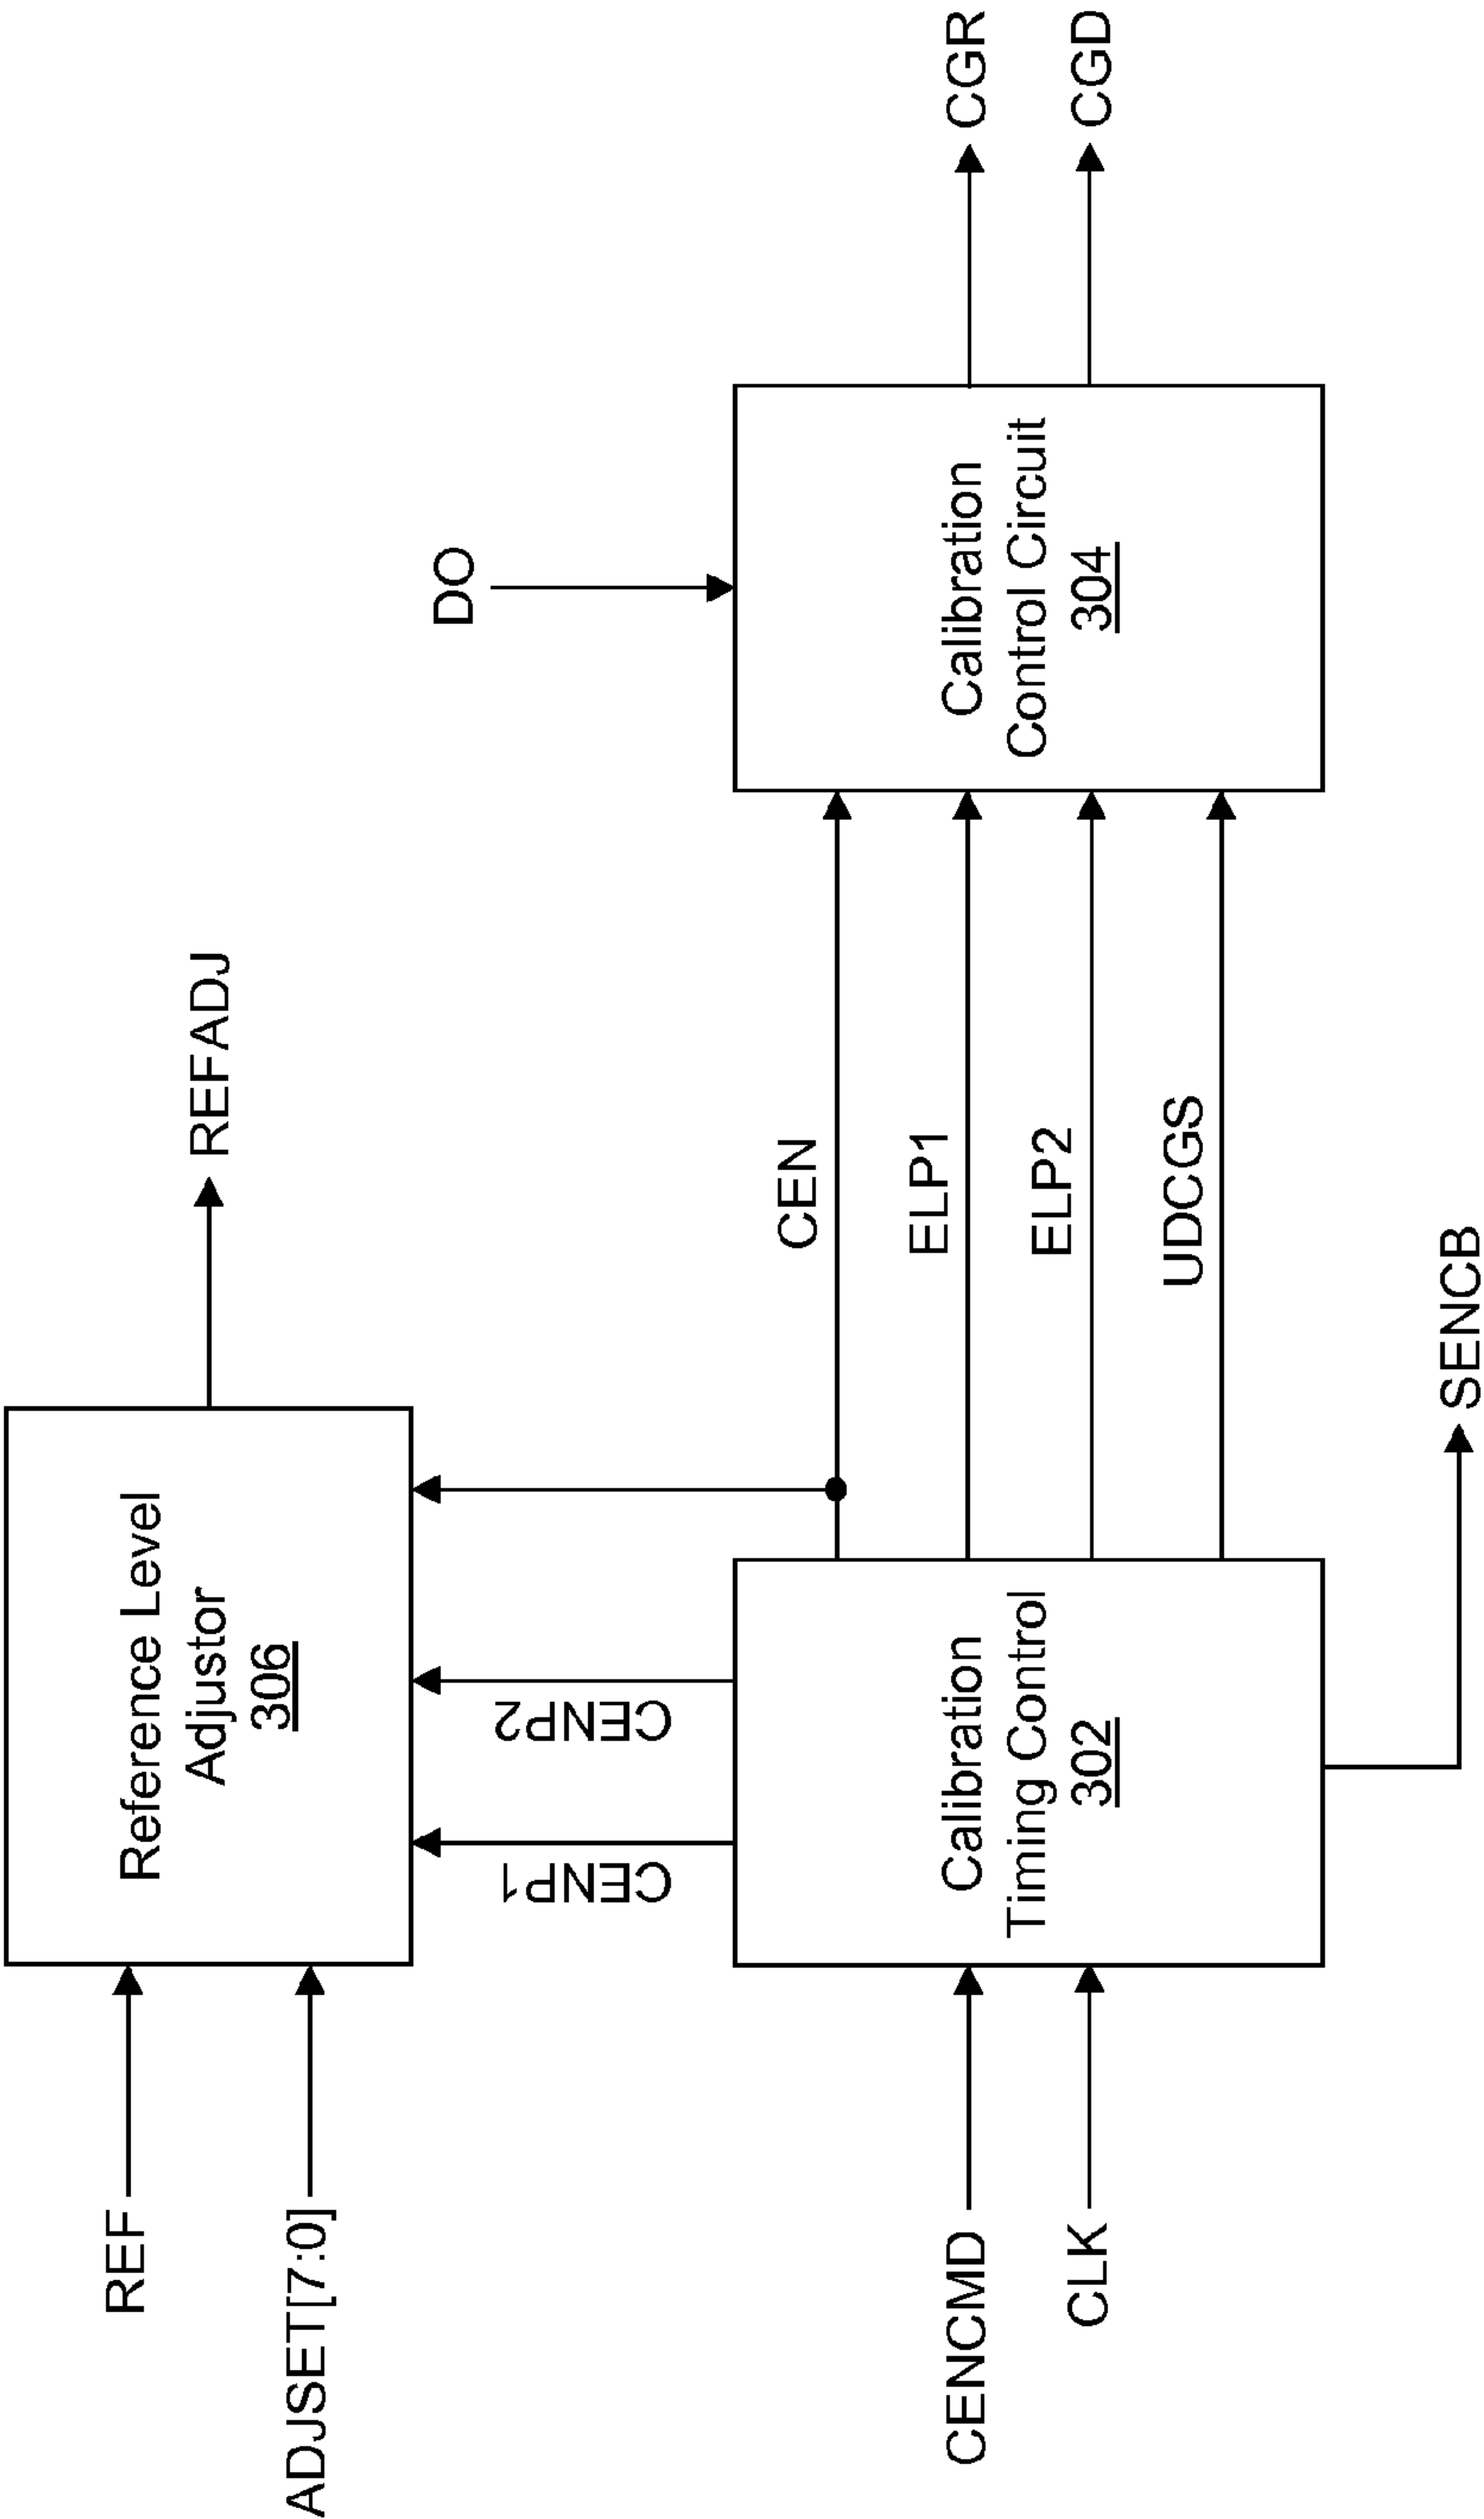 REF
ADJSET[7:0]
Reference Level
Adjustor
306
REFADJ
CENP1
CENP2
DO
CENCMD
CLK
Calibration
Timing Control
302
CEN
ELP1
ELP2
UDCGS
Calibration
Control Circuit
304
CGR
CGD
SENCB